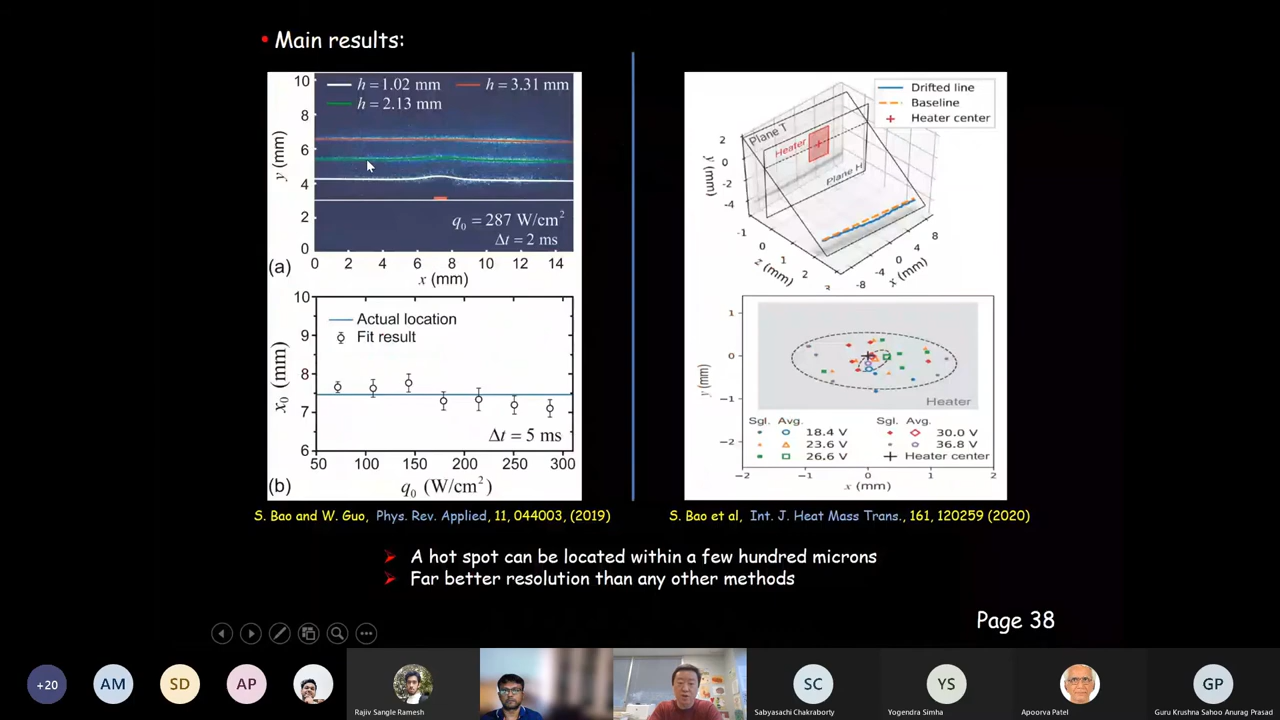 • Main results:
10
8
6
4
2
0
y (mm)
h = 1.02 mm
h = 3.31 mm
h = 2.13 mm
q₀ = 287 W/cm²
Δt = 2 ms
(a)
0 2 4 6 8 10 12 14
x (mm)
10
9
8
7
6
x₀ (mm)
Actual location
Fit result
Δt = 5 ms
50 100 150 200 250 300
(b)
q₀ (W/cm²)
S. Bao and W. Guo, Phys. Rev. Applied, 11, 044003, (2019)
Drifted line
Baseline
Heater center
Plane T
Heater
Plane H
2
0
-2
-4
y (mm)
-1 0 1 2 3
z (mm)
-8 -4 0 4 8
x (mm)
1
0
−1
−2
y (mm)
Heater
Sgl. Avg. Sgl. Avg.
18.4 V 30.0 V
23.6 V 36.8 V
26.6 V Heater center
−2 −1 0 1 2
x (mm)
S. Bao et al, Int. J. Heat Mass Trans., 161, 120259 (2020)
➢ A hot spot can be located within a few hundred microns
➢ Far better resolution than any other methods
Page 38
+20
AM
SD
AP
Rajiv Sangle Ramesh
SC
Sabyasachi Chakraborty
YS
Yogendra Simha
Apoorva Patel
GP
Guru Krushna Sahoo Anurag Prasad